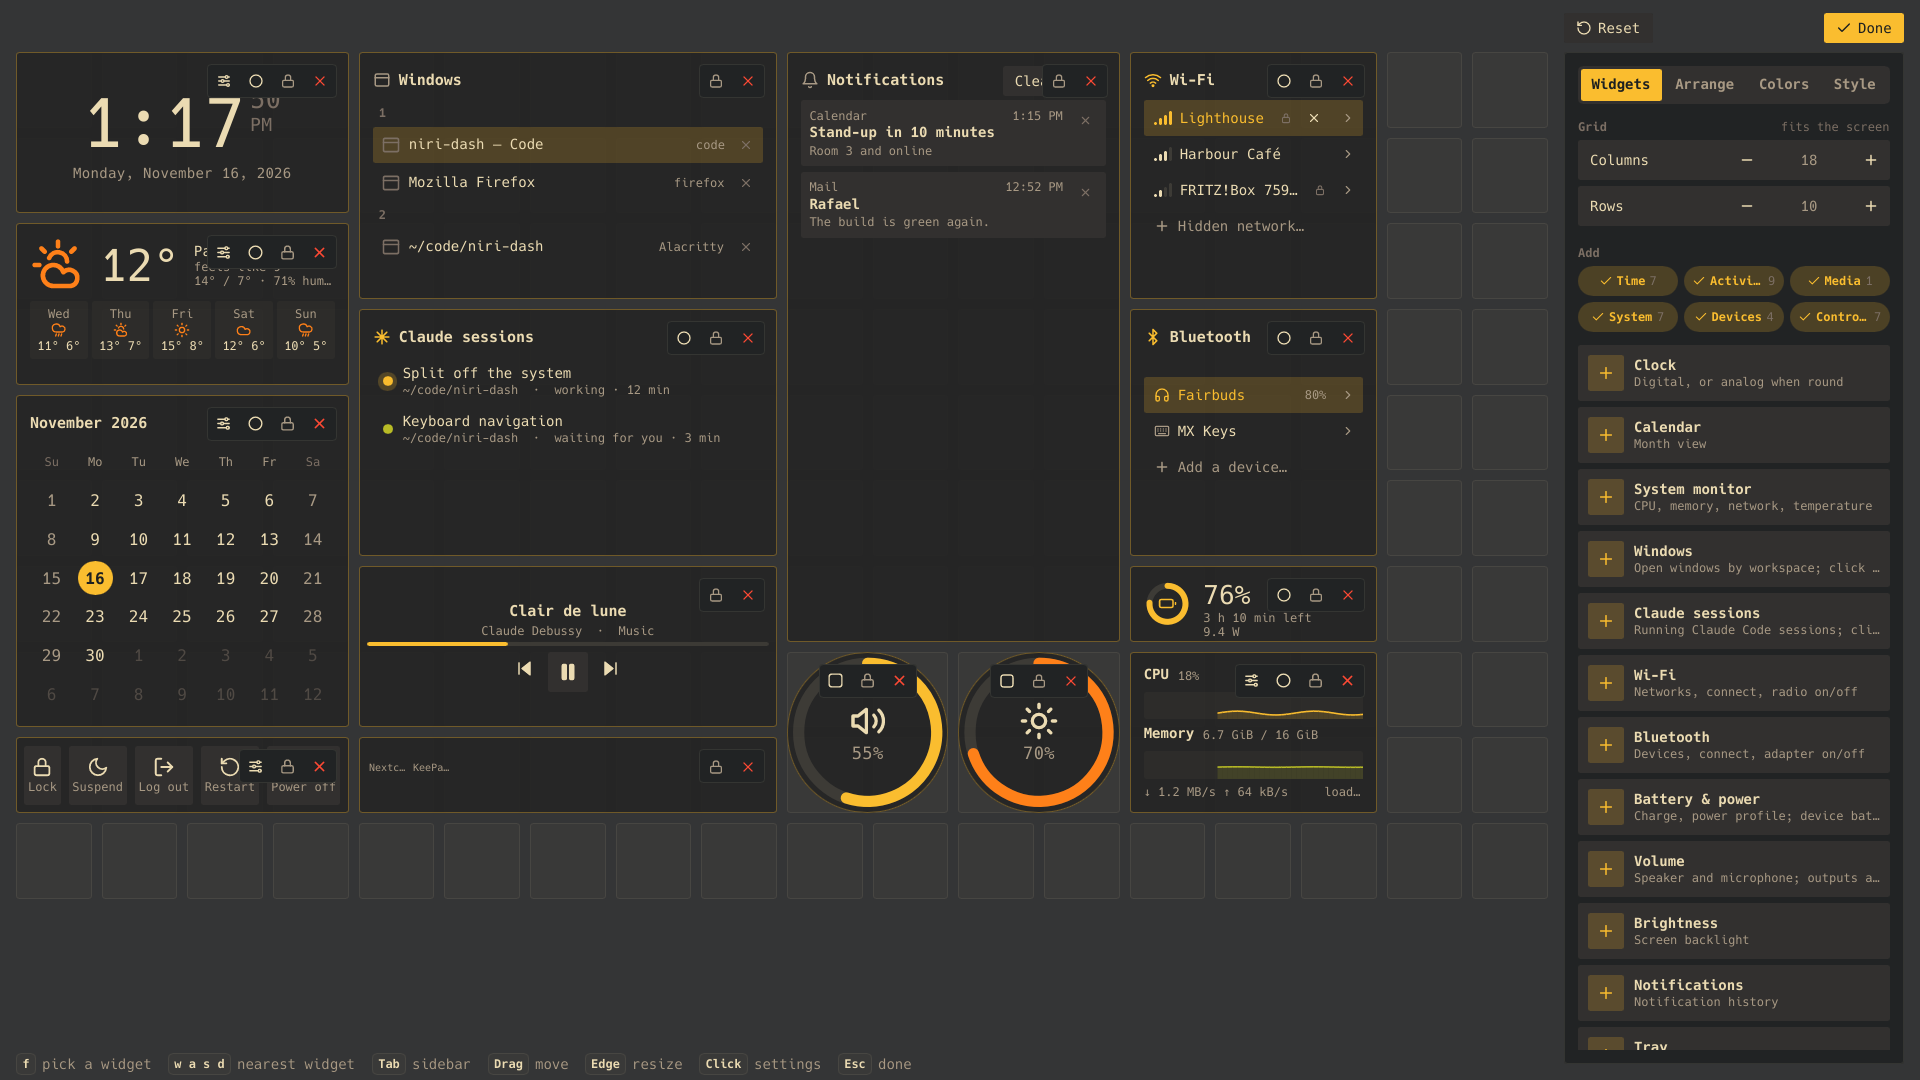 Reset
Done
1:17
PM
Monday, November 16, 2026
12°
14° / 7° · 71% hum…
Wed Thu Fri Sat Sun
11° 6° 13° 7° 15° 8° 12° 6° 10° 5°
November 2026
Su Mo Tu We Th Fr Sa
1 2 3 4 5 6 7
8 9 10 11 12 13 14
15 16 17 18 19 20 21
22 23 24 25 26 27 28
29 30 1 2 3 4 5
6 7 8 9 10 11 12
Lock Suspend Log out Restart Power off
Windows
1
niri-dash — Code code
Mozilla Firefox firefox
2
~/code/niri-dash Alacritty
Claude sessions
Split off the system
~/code/niri-dash · working · 12 min
Keyboard navigation
~/code/niri-dash · waiting for you · 3 min
Clair de lune
Claude Debussy · Music
Nextc… KeePa…
Notifications
Calendar 1:15 PM
Stand-up in 10 minutes
Room 3 and online
Mail 12:52 PM
Rafael
The build is green again.
55%
70%
Wi-Fi
Lighthouse
Harbour Café
FRITZ!Box 759…
Hidden network…
Bluetooth
Fairbuds 80%
MX Keys
Add a device…
76%
3 h 10 min left
9.4 W
CPU 18%
Memory 6.7 GiB / 16 GiB
↓ 1.2 MB/s ↑ 64 kB/s load…
Widgets Arrange Colors Style
Grid fits the screen
Columns − 18 +
Rows − 10 +
Add
Time 7 Activi… 9 Media 1
System 7 Devices 4 Contro… 7
Clock
Digital, or analog when round
Calendar
Month view
System monitor
CPU, memory, network, temperature
Windows
Open windows by workspace; click …
Claude sessions
Running Claude Code sessions; cli…
Wi-Fi
Networks, connect, radio on/off
Bluetooth
Devices, connect, adapter on/off
Battery & power
Charge, power profile; device bat…
Volume
Speaker and microphone; outputs a…
Brightness
Screen backlight
Notifications
Notification history
Tray
f pick a widget w a s d nearest widget Tab sidebar Drag move Edge resize Click settings Esc done